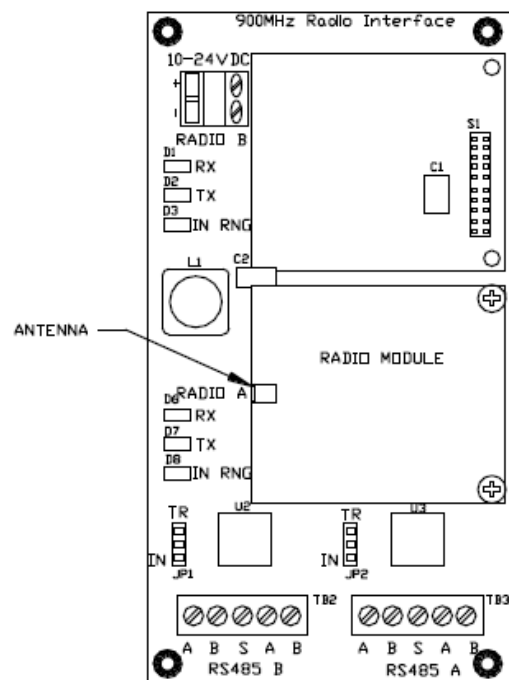 900MHz Radio Interface
10-24VDC
+
-
RADIO B
D1
RX
D2
TX
D3
IN RNG
S1
C1
C2
L1
ANTENNA
RADIO MODULE
RADIO A
D6
RX
D7
TX
D8
IN RNG
TR
U2
TR
U3
IN
JP1
IN
JP2
TB2
TB3
A B S A B
A B S A B
RS485 B
RS485 A